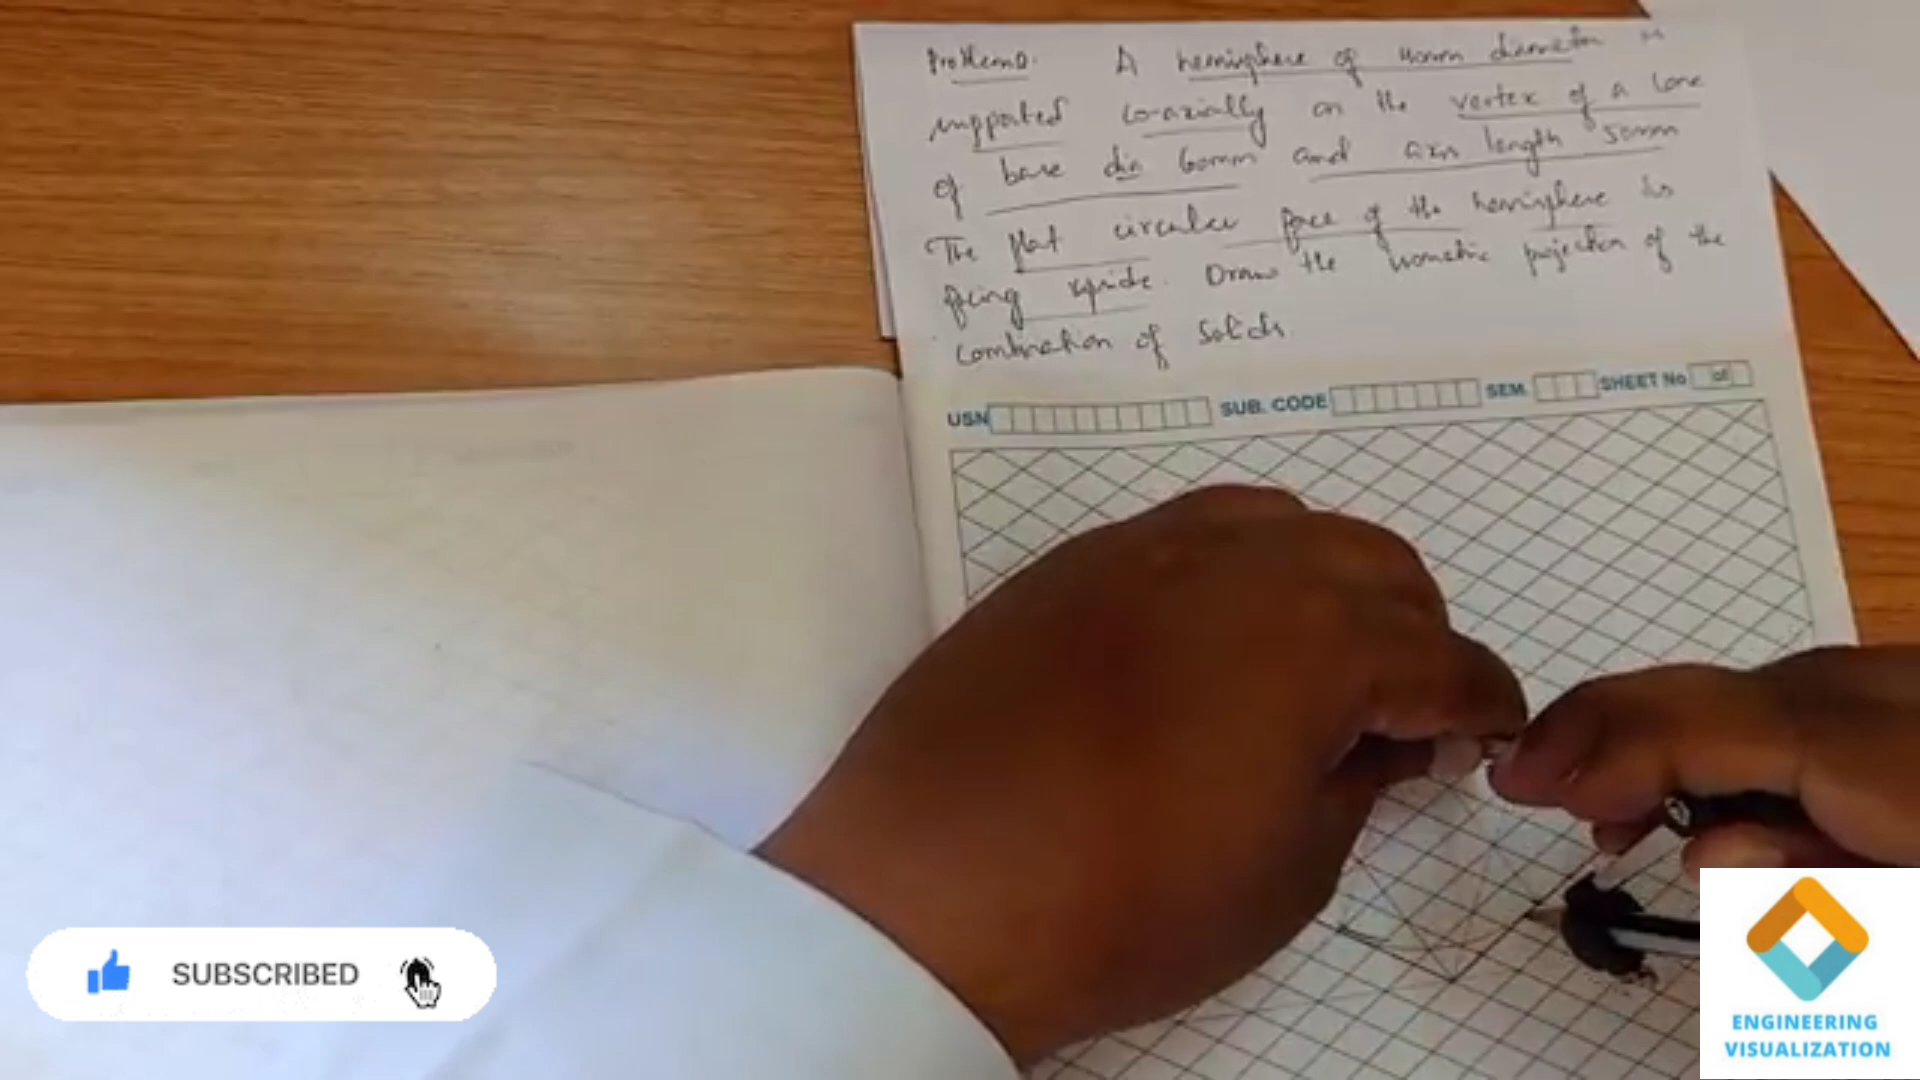 Problem:
A hemisphere of 40mm diameter is
supported co-axially on the vertex of a cone
of base dia 60mm and axis length 50mm
The flat circular face of the hemisphere is
facing upside. Draw the isometric projection of the
combination of Solids
USN
SUB. CODE
SEM.
SHEET No
of
SUBSCRIBED
ENGINEERING
VISUALIZATION